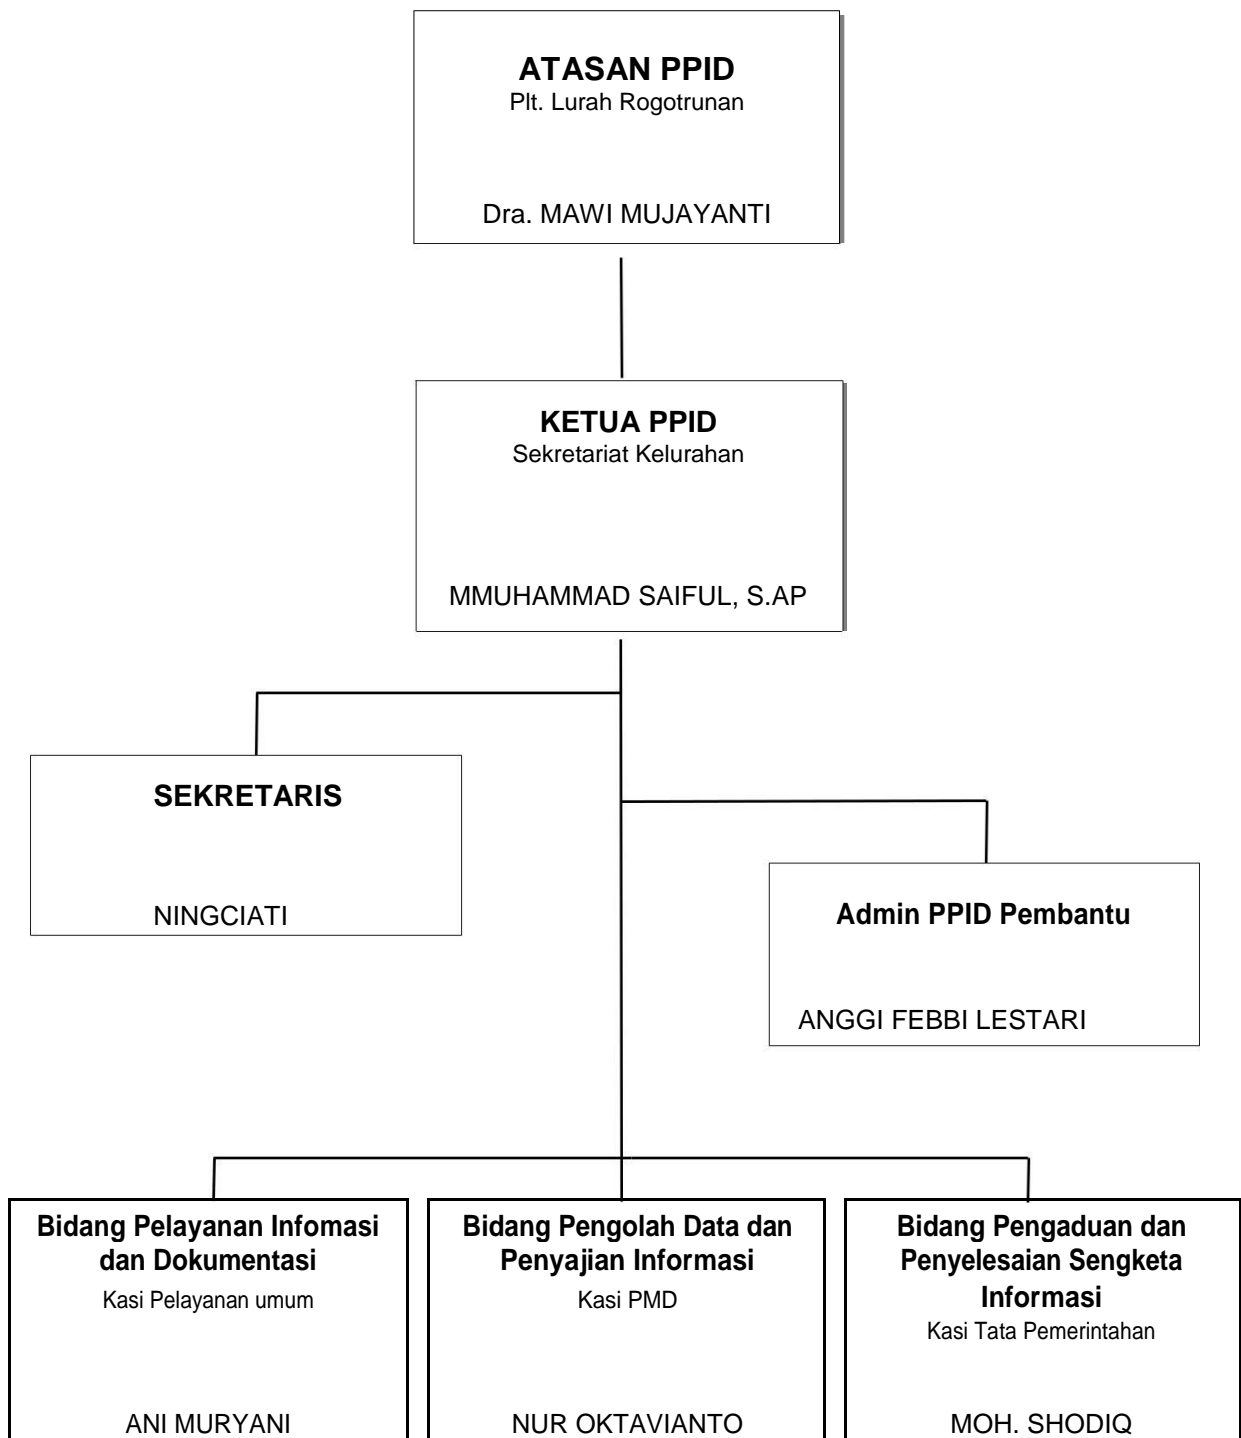 ATASAN PPID
Plt. Lurah Rogotrunan
Dra. MAWI MUJAYANTI
KETUA PPID
Sekretariat Kelurahan
MMUHAMMAD SAIFUL, S.AP
SEKRETARIS
NINGCIATI
Admin PPID Pembantu
ANGGI FEBBI LESTARI
Bidang Pelayanan Infomasi
dan Dokumentasi
Kasi Pelayanan umum
ANI MURYANI
Bidang Pengolah Data dan
Penyajian Informasi
Kasi PMD
NUR OKTAVIANTO
Bidang Pengaduan dan
Penyelesaian Sengketa
Informasi
Kasi Tata Pemerintahan
MOH. SHODIQ